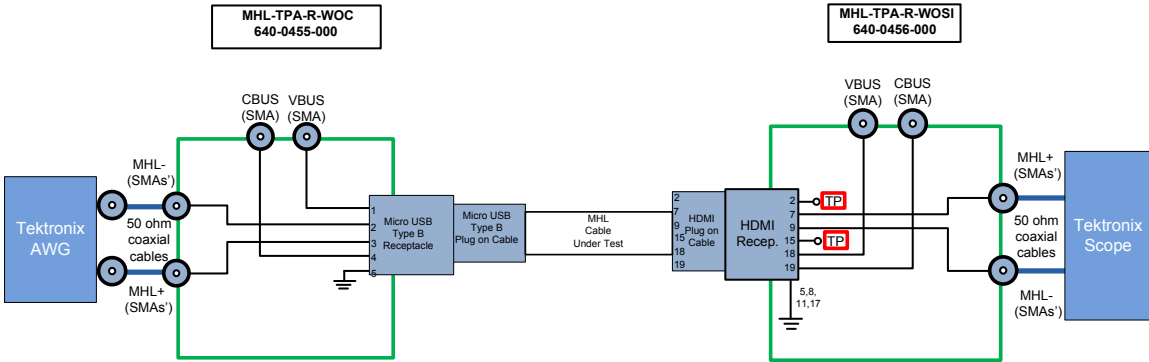 MHL-TPA-R-WOC
640-0455-000
MHL-TPA-R-WOSI
640-0456-000
CBUS
(SMA)
VBUS
(SMA)
VBUS
(SMA)
CBUS
(SMA)
MHL-
(SMAs')
Tektronix
AWG
50 ohm
coaxial
cables
MHL+
(SMAs')
1
2
3
4
5
Micro USB
Type B
Receptacle
Micro USB
Type B
Plug on Cable
MHL
Cable
Under Test
2
7
9
15
18
19
HDMI
Plug on
Cable
HDMI
Recep.
2
7
9
15
18
19
TP
TP
5,8,
11,17
MHL+
(SMAs')
50 ohm
coaxial
cables
MHL-
(SMAs')
Tektronix
Scope